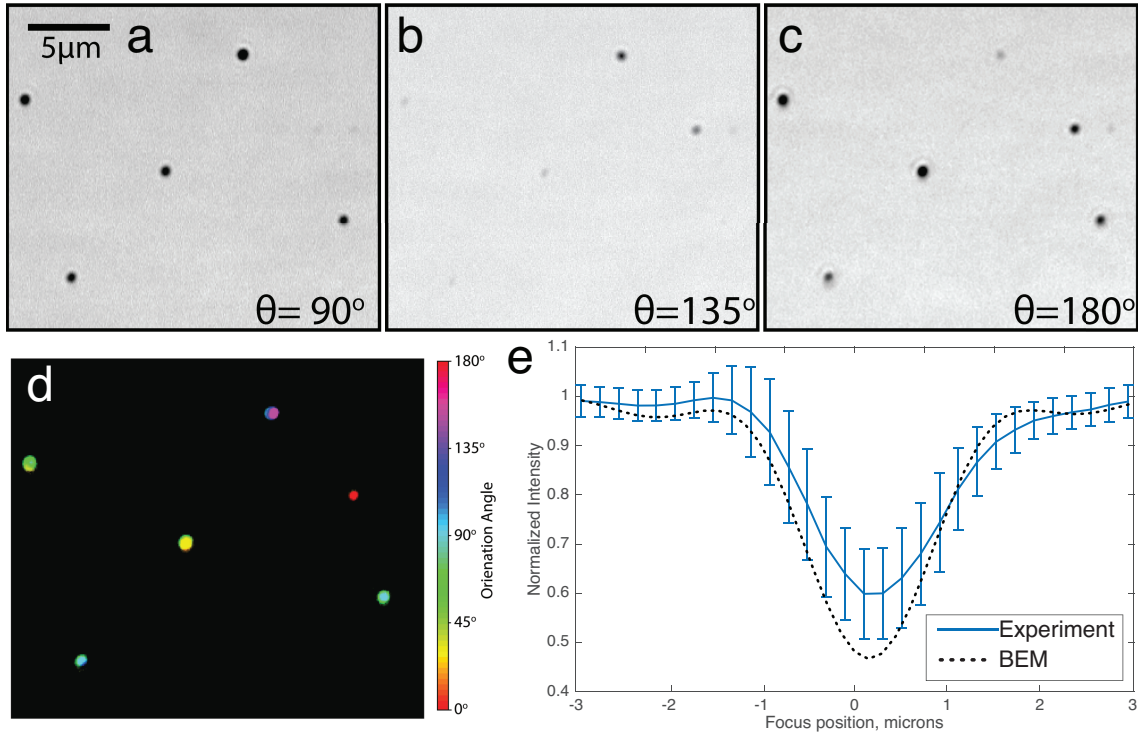 a
5μm
θ= 90°
b
θ=135°
c
θ=180°
d
180°
135°
90°
45°
0°
Orienation Angle
e
1.1
1
0.9
0.8
0.7
0.6
0.5
0.4
Normalized Intensity
-3
-2
-1
0
1
2
3
Focus position, microns
Experiment
BEM